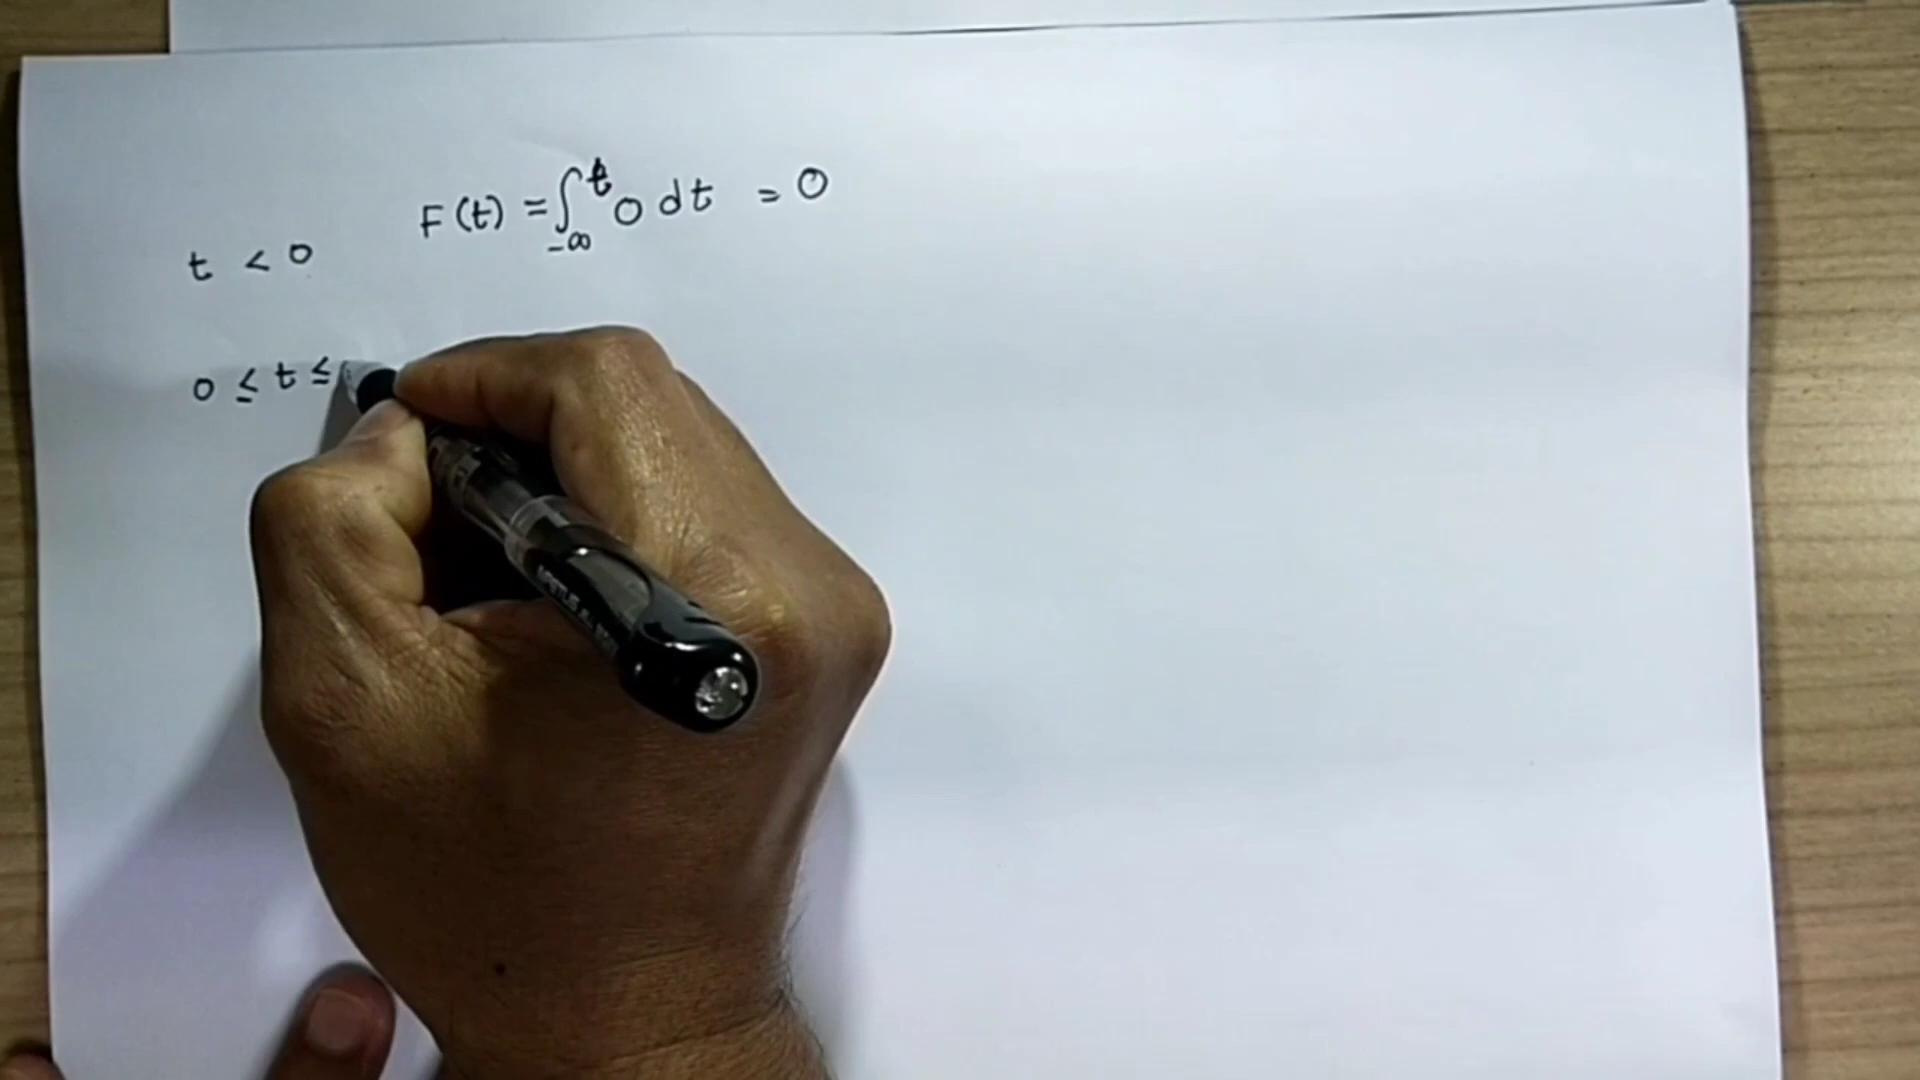 F(t) = ∫_{-∞}^{t} 0 dt = 0
t < 0
0 ≤ t ≤